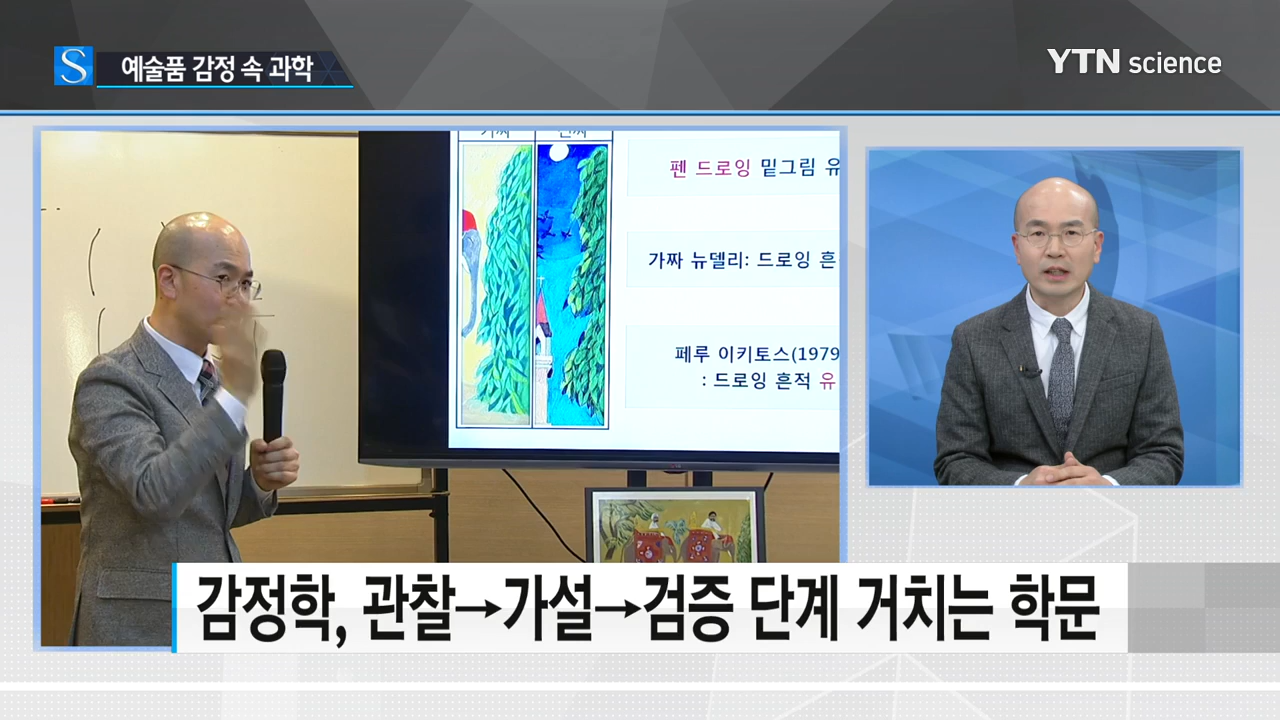 S 예술품 감정 속 과학
YTN science
펜 드로잉 밑그림
가짜 뉴델리: 드로잉
페루 이키토스(1979
: 드로잉 흔적 유
감정학, 관찰→가설→검증 단계 거치는 학문